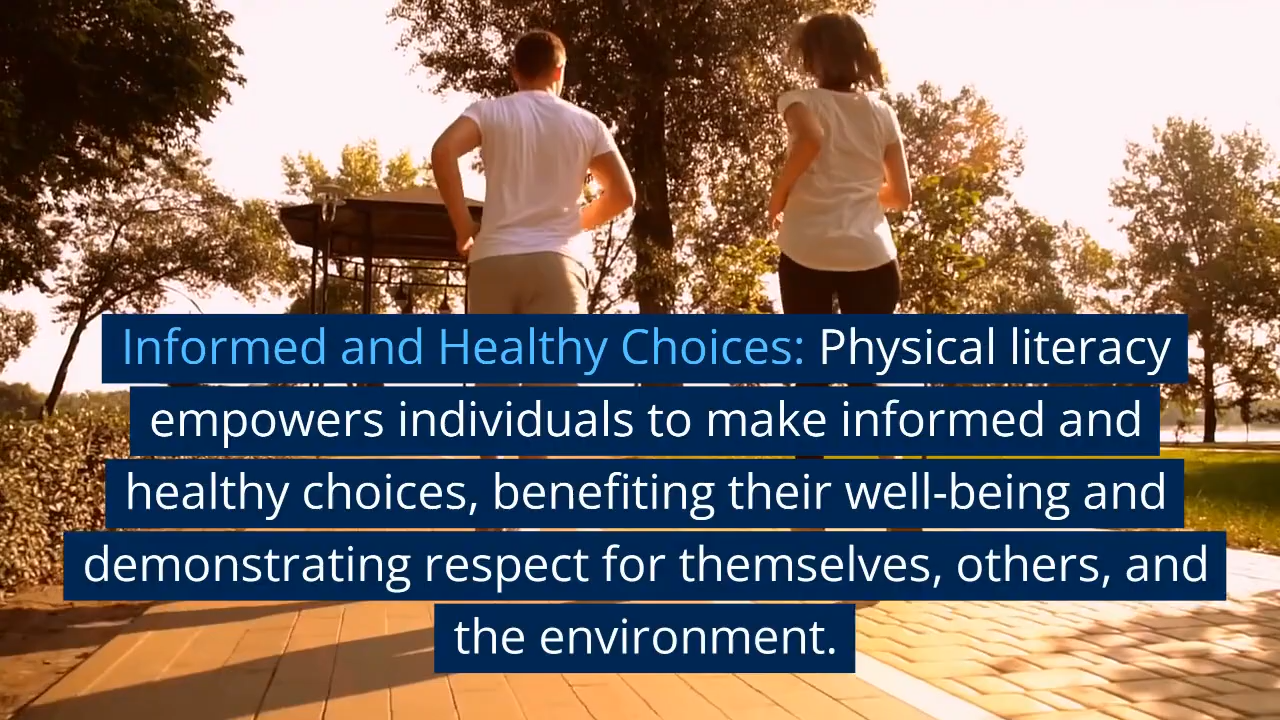 Informed and Healthy Choices: Physical literacy
empowers individuals to make informed and
healthy choices, benefiting their well-being and
demonstrating respect for themselves, others, and
the environment.